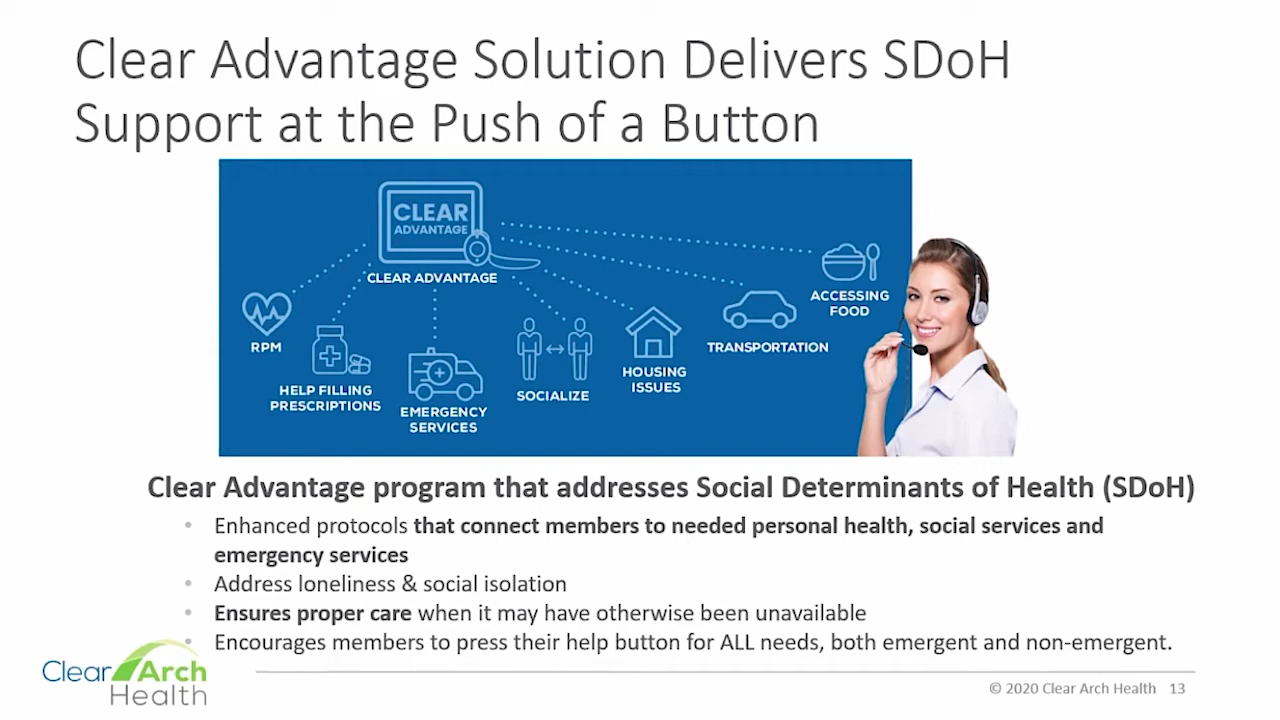 Clear Advantage Solution Delivers SDoH
Support at the Push of a Button
CLEAR
ADVANTAGE
CLEAR ADVANTAGE
RPM
HELP FILLING
PRESCRIPTIONS
EMERGENCY
SERVICES
SOCIALIZE
HOUSING
ISSUES
TRANSPORTATION
ACCESSING
FOOD
Clear Advantage program that addresses Social Determinants of Health (SDoH)
• Enhanced protocols that connect members to needed personal health, social services and
emergency services
• Address loneliness & social isolation
• Ensures proper care when it may have otherwise been unavailable
• Encourages members to press their help button for ALL needs, both emergent and non-emergent.
Clear Arch
Health
© 2020 Clear Arch Health 13